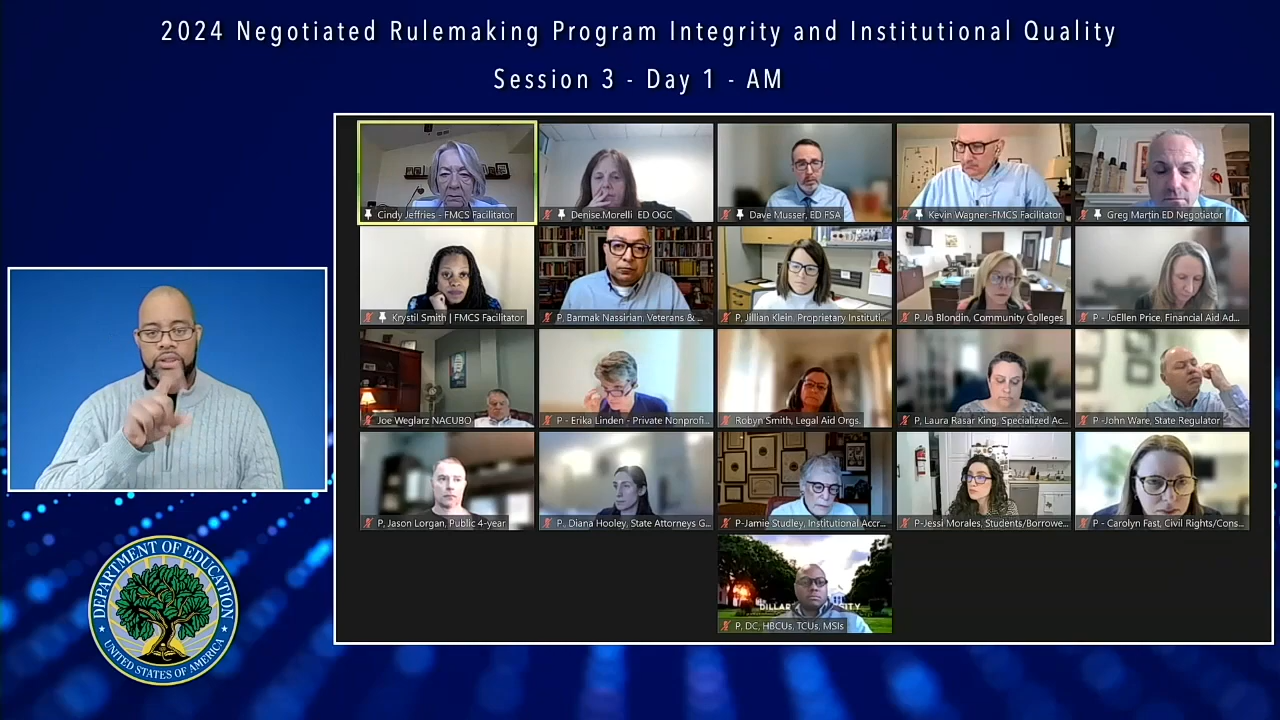 2024 Negotiated Rulemaking Program Integrity and Institutional Quality
Session 3 - Day 1 - AM
Cindy Jeffries - FMCS Facilitator
Denise.Morelli ED OGC
Dave Musser, ED FSA
Kevin Wagner-FMCS Facilitator
Greg Martin ED Negotiator
Krystil Smith | FMCS Facilitator
P, Barmak Nassirian, Veterans & ...
P, Jillian Klein, Proprietary Instituti...
P, Jo Blondin, Community Colleges
P - JoEllen Price, Financial Aid Ad...
Joe Weglarz NACUBO
P - Erika Linden - Private Nonprofi...
Robyn Smith, Legal Aid Orgs.
P, Laura Rasar King, Specialized Ac...
P -John Ware, State Regulator
P, Jason Lorgan, Public 4-year
P, Diana Hooley, State Attorneys G...
P-Jamie Studley, Institutional Accr...
P-Jessi Morales, Students/Borrowe...
P - Carolyn Fast, Civil Rights/Cons...
P, DC, HBCUs, TCUs, MSIs
DEPARTMENT OF EDUCATION
UNITED STATES OF AMERICA